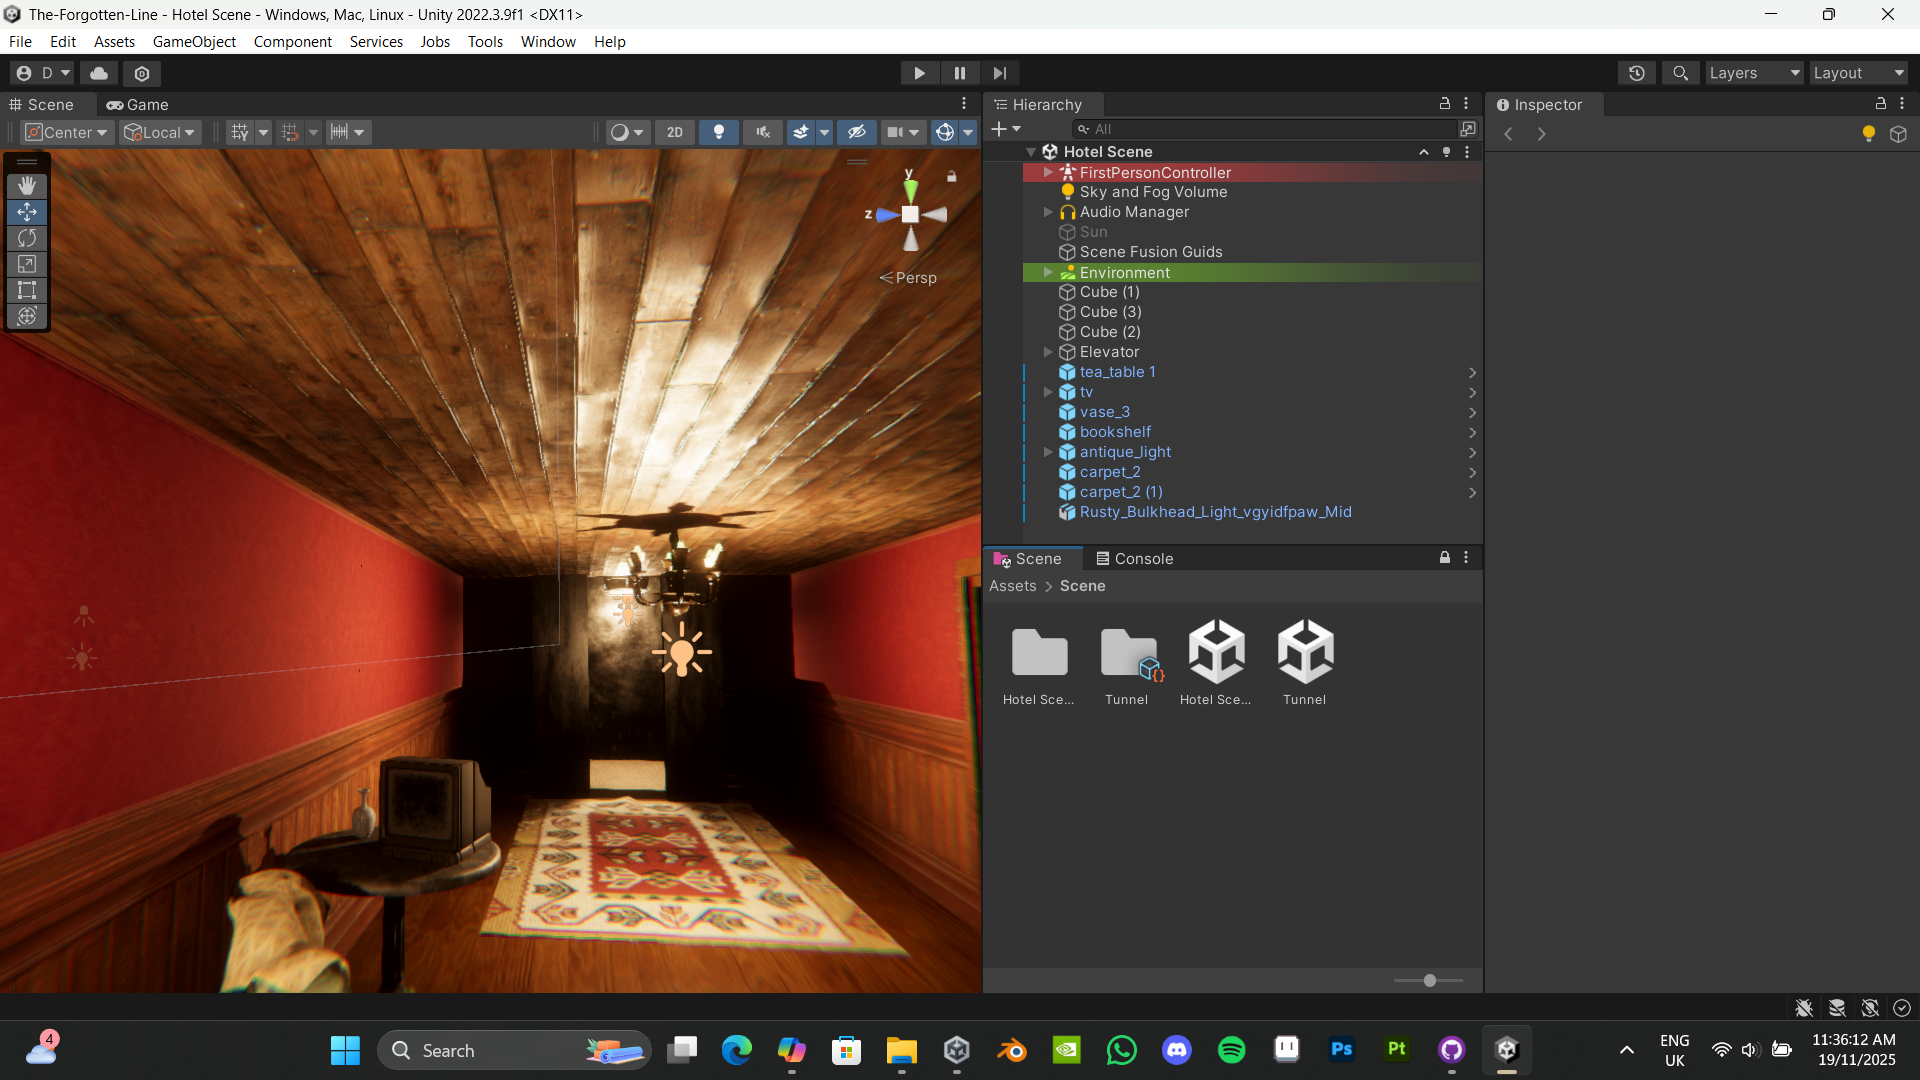 The-Forgotten-Line - Hotel Scene - Windows, Mac, Linux - Unity 2022.3.9f1 <DX11>
File Edit Assets GameObject Component Services Jobs Tools Window Help
D Layers Layout
Scene Game
Center Local 2D
y
z
Persp
Hierarchy
All
Hotel Scene
FirstPersonController
Sky and Fog Volume
Audio Manager
Sun
Scene Fusion Guids
Environment
Cube (1)
Cube (3)
Cube (2)
Elevator
tea_table 1
tv
vase_3
bookshelf
antique_light
carpet_2
carpet_2 (1)
Rusty_Bulkhead_Light_vgyidfpaw_Mid
Inspector
Scene Console
Assets > Scene
Hotel Sce... Tunnel Hotel Sce... Tunnel
4
Search
Ps
Pt
ENG
UK
11:36:12 AM
19/11/2025